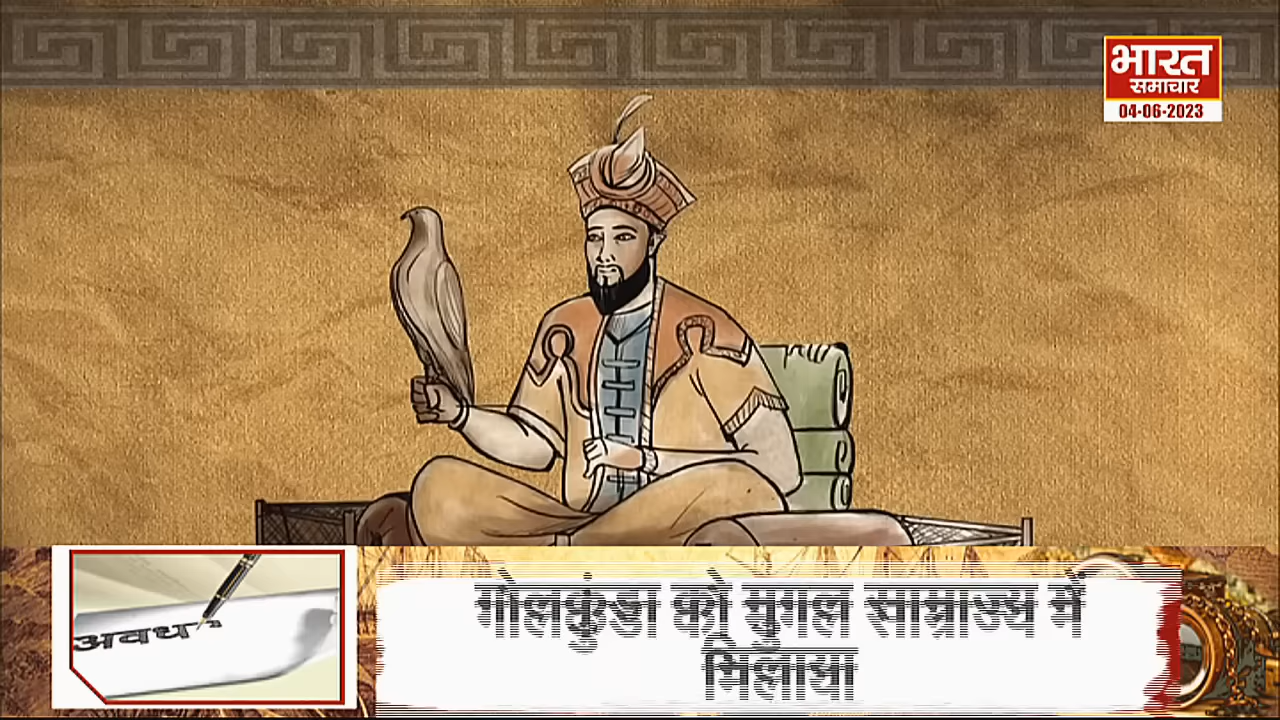 भारत
समाचार
04-06-2023
अवध
गोलकुंडा को मुगल साम्राज्य में
मिलाया